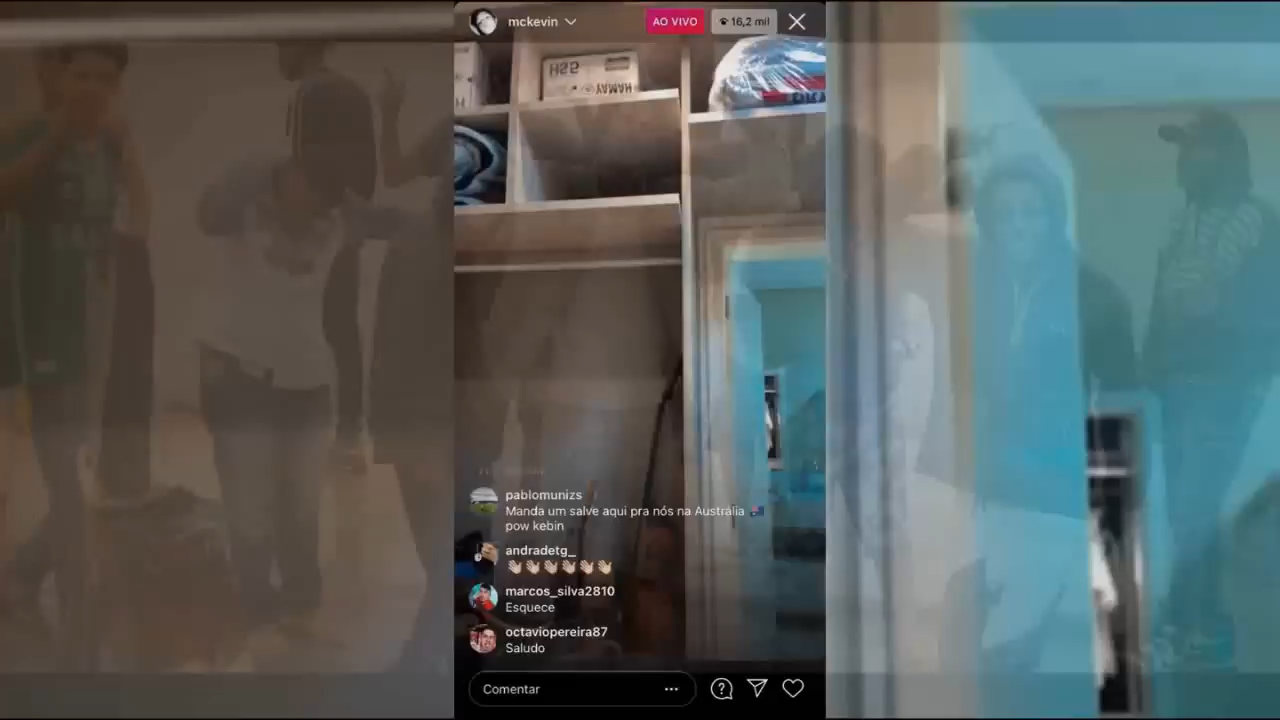 mckevin
AO VIVO
16,2 mil
pablomunizs
Manda um salve aqui pra nós na Austrália 🇦🇺
pow kebin
andradetg_
👋🏻👋🏻👋🏻👋🏻👋🏻👋🏻
marcos_silva2810
Esquece
octaviopereira87
Saludo
Comentar